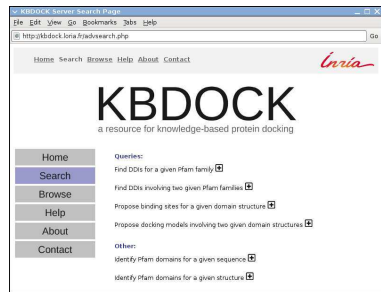 KBDOCK Server Search Page
File Edit View Go Bookmarks Tabs Help
http://kbdock.loria.fr/advsearch.php Go
Home Search Browse Help About Contact
Inria
KBDOCK
a resource for knowledge-based protein docking
Home
Search
Browse
Help
About
Contact
Queries:
Find DDIs for a given Pfam family
Find DDIs involving two given Pfam families
Propose binding sites for a given domain structure
Propose docking models involving two given domain structures
Other:
Identify Pfam domains for a given sequence
Identify Pfam domains for a given structure